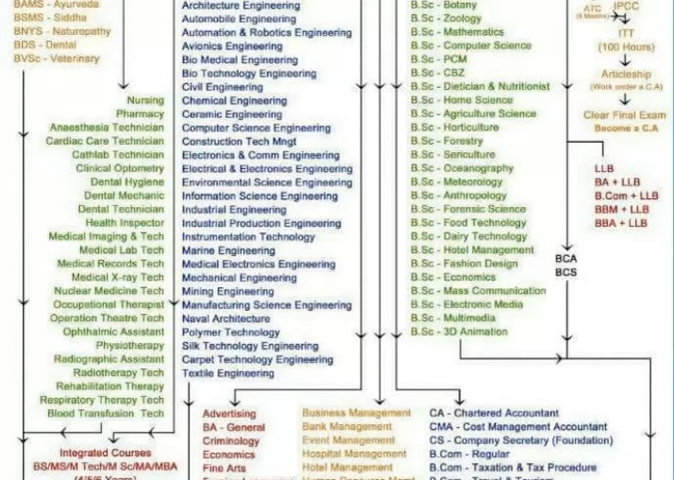 BAMS - Ayurveda
BSMS - Siddha
BNYS - Naturopathy
BDS - Dental
BVSc - Veterinary
Nursing
Pharmacy
Anaesthesia Technician
Cardiac Care Technician
Cathlab Technician
Clinical Optometry
Dental Hygiene
Dental Mechanic
Dental Technician
Health Inspector
Medical Imaging & Tech
Medical Lab Tech
Medical Records Tech
Medical X-ray Tech
Nuclear Medicine Tech
Occupational Therapist
Operation Theatre Tech
Ophthalmic Assistant
Physiotherapy
Radiographic Assistant
Radiotherapy Tech
Rehabilitation Therapy
Respiratory Therapy Tech
Blood Transfusion Tech
Integrated Courses
BS/MS/M Tech/M Sc/MA/MBA
(4/5/6 Years)
Architecture Engineering
Automobile Engineering
Automation & Robotics Engineering
Avionics Engineering
Bio Medical Engineering
Bio Technology Engineering
Civil Engineering
Chemical Engineering
Ceramic Engineering
Computer Science Engineering
Construction Tech Mngt
Electronics & Comm Engineering
Electrical & Electronics Engineering
Environmental Science Engineering
Information Science Engineering
Industrial Engineering
Industrial Production Engineering
Instrumentation Technology
Marine Engineering
Medical Electronics Engineering
Mechanical Engineering
Mining Engineering
Manufacturing Science Engineering
Naval Architecture
Polymer Technology
Silk Technology Engineering
Carpet Technology Engineering
Textile Engineering
Advertising
BA - General
Criminology
Economics
Fine Arts
Business Management
Bank Management
Event Management
Hospital Management
Hotel Management
Human Resource Mgmt
B.Sc - Botany
B.Sc - Zoology
B.Sc - Mathematics
B.Sc - Computer Science
B.Sc - PCM
B.Sc - CBZ
B.Sc - Dietician & Nutritionist
B.Sc - Home Science
B.Sc - Agriculture Science
B.Sc - Horticulture
B.Sc - Forestry
B.Sc - Sericulture
B.Sc - Oceanography
B.Sc - Meteorology
B.Sc - Anthropology
B.Sc - Forensic Science
B.Sc - Food Technology
B.Sc - Dairy Technology
B.Sc - Hotel Management
B.Sc - Fashion Design
B.Sc - Economics
B.Sc - Mass Communication
B.Sc - Electronic Media
B.Sc - Multimedia
B.Sc - 3D Animation
CA - Chartered Accountant
CMA - Cost Management Accountant
CS - Company Secretary (Foundation)
B.Com - Regular
B.Com - Taxation & Tax Procedure
B.Com - Travel & Tourism
BCA
BCS
ATC
IPCC
ITT
(100 Hours)
Articleship
(Work under a C.A)
Clear Final Exam
Become a C.A
LLB
BA + LLB
B.Com + LLB
BBM + LLB
BBA + LLB